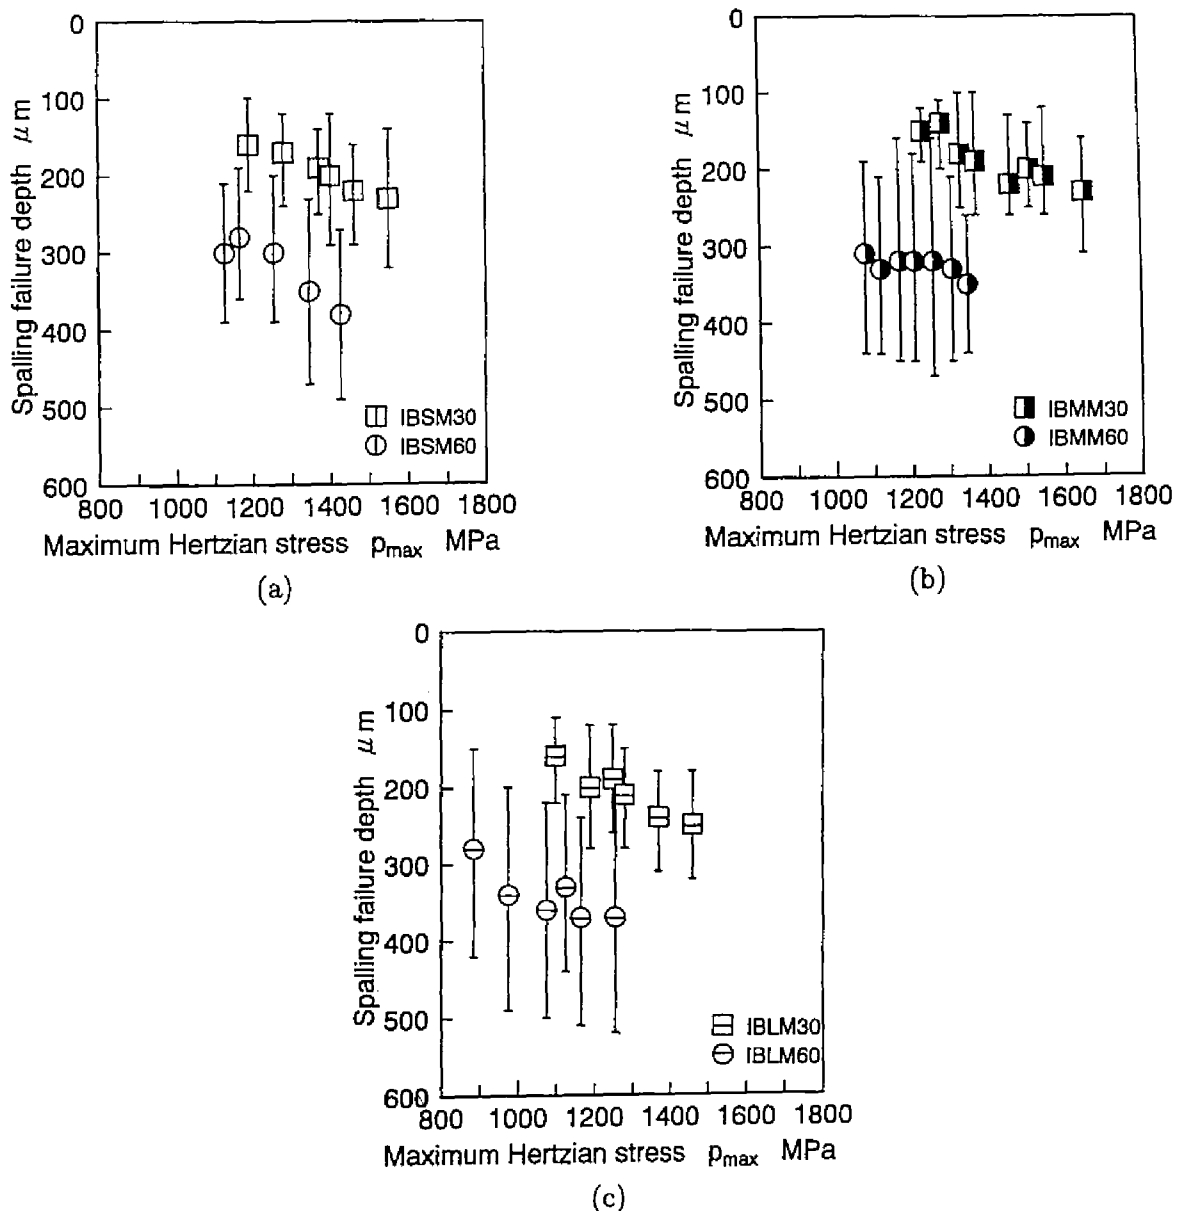 0
100
200
300
400
500
600
Spalling failure depth μm
IBSM30
IBSM60
800 1000 1200 1400 1600 1800
Maximum Hertzian stress pmax MPa
(a)
0
100
200
300
400
500
600
Spalling failure depth μm
IBMM30
IBMM60
800 1000 1200 1400 1600 1800
Maximum Hertzian stress pmax MPa
(b)
0
100
200
300
400
500
600
Spalling failure depth μm
IBLM30
IBLM60
800 1000 1200 1400 1600 1800
Maximum Hertzian stress pmax MPa
(c)